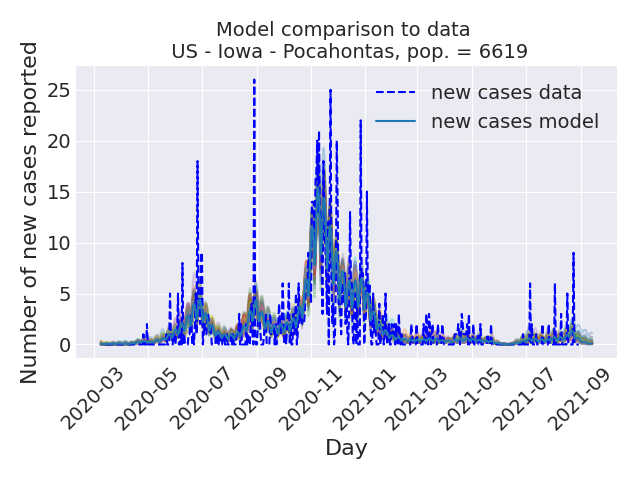 Model comparison to data
US - Iowa - Pocahontas, pop. = 6619
new cases data
new cases model
Number of new cases reported
25
20
15
10
5
0
2020-03
2020-05
2020-07
2020-09
2020-11
2021-01
2021-03
2021-05
2021-07
2021-09
Day